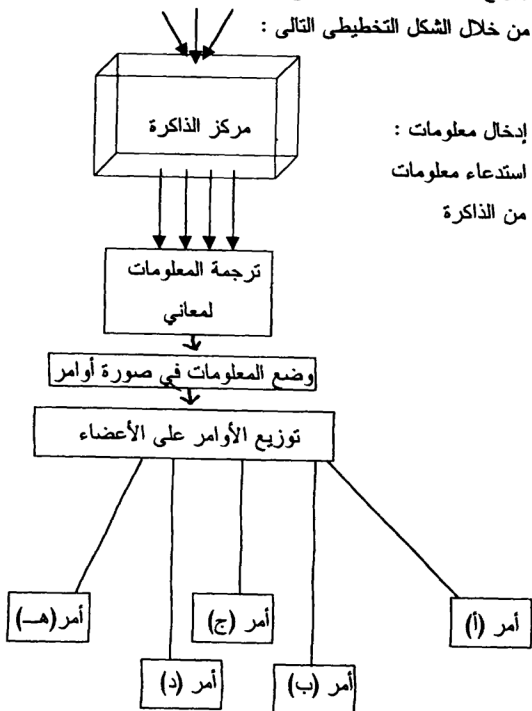 من خلال الشكل التخطيطى التالى :
مركز الذاكرة
إدخال معلومات :
استدعاء معلومات
من الذاكرة
ترجمة المعلومات
لمعاني
وضع المعلومات في صورة أوامر
توزيع الأوامر على الأعضاء
أمر (أ)
أمر (ب)
أمر (ج)
أمر (د)
أمر (هـ)